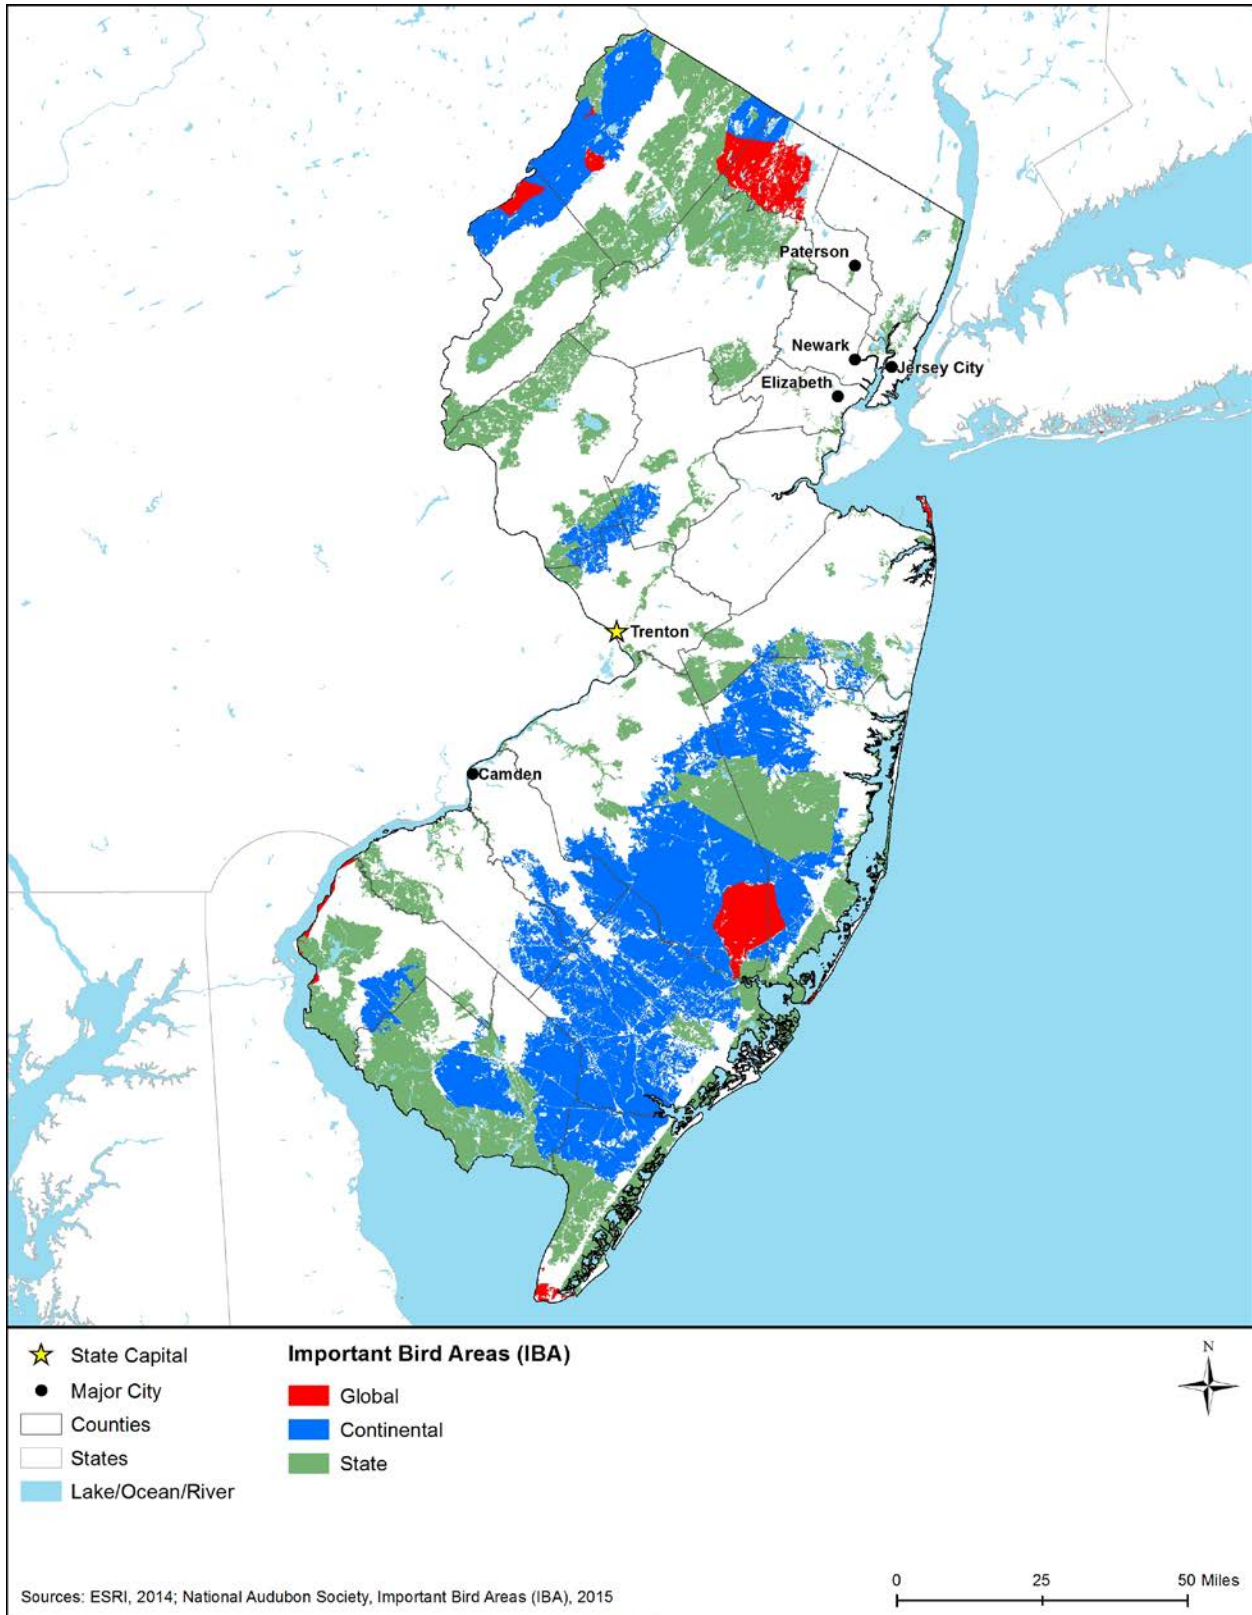 Paterson
Newark
Jersey City
Elizabeth
Trenton
Camden
State Capital
Major City
Counties
States
Lake/Ocean/River
Important Bird Areas (IBA)
Global
Continental
State
N
Sources: ESRI, 2014; National Audubon Society, Important Bird Areas (IBA), 2015
0 25 50 Miles